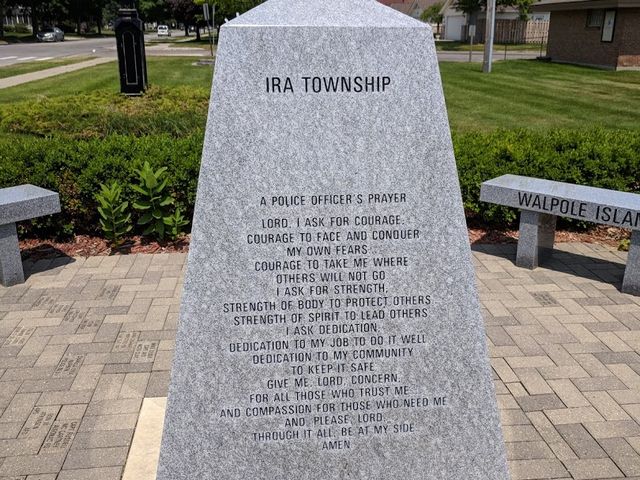 IRA TOWNSHIP
A POLICE OFFICER'S PRAYER
LORD, I ASK FOR COURAGE,
COURAGE TO FACE AND CONQUER
MY OWN FEARS...
COURAGE TO TAKE ME WHERE
OTHERS WILL NOT GO
I ASK FOR STRENGTH,
STRENGTH OF BODY TO PROTECT OTHERS
STRENGTH OF SPIRIT TO LEAD OTHERS
I ASK DEDICATION,
DEDICATION TO MY JOB TO DO IT WELL
DEDICATION TO MY COMMUNITY
TO KEEP IT SAFE
GIVE ME, LORD, CONCERN,
FOR ALL THOSE WHO TRUST ME
AND COMPASSION FOR THOSE WHO NEED ME
AND, PLEASE, LORD,
THROUGH IT ALL, BE AT MY SIDE
AMEN
WALPOLE ISLAN